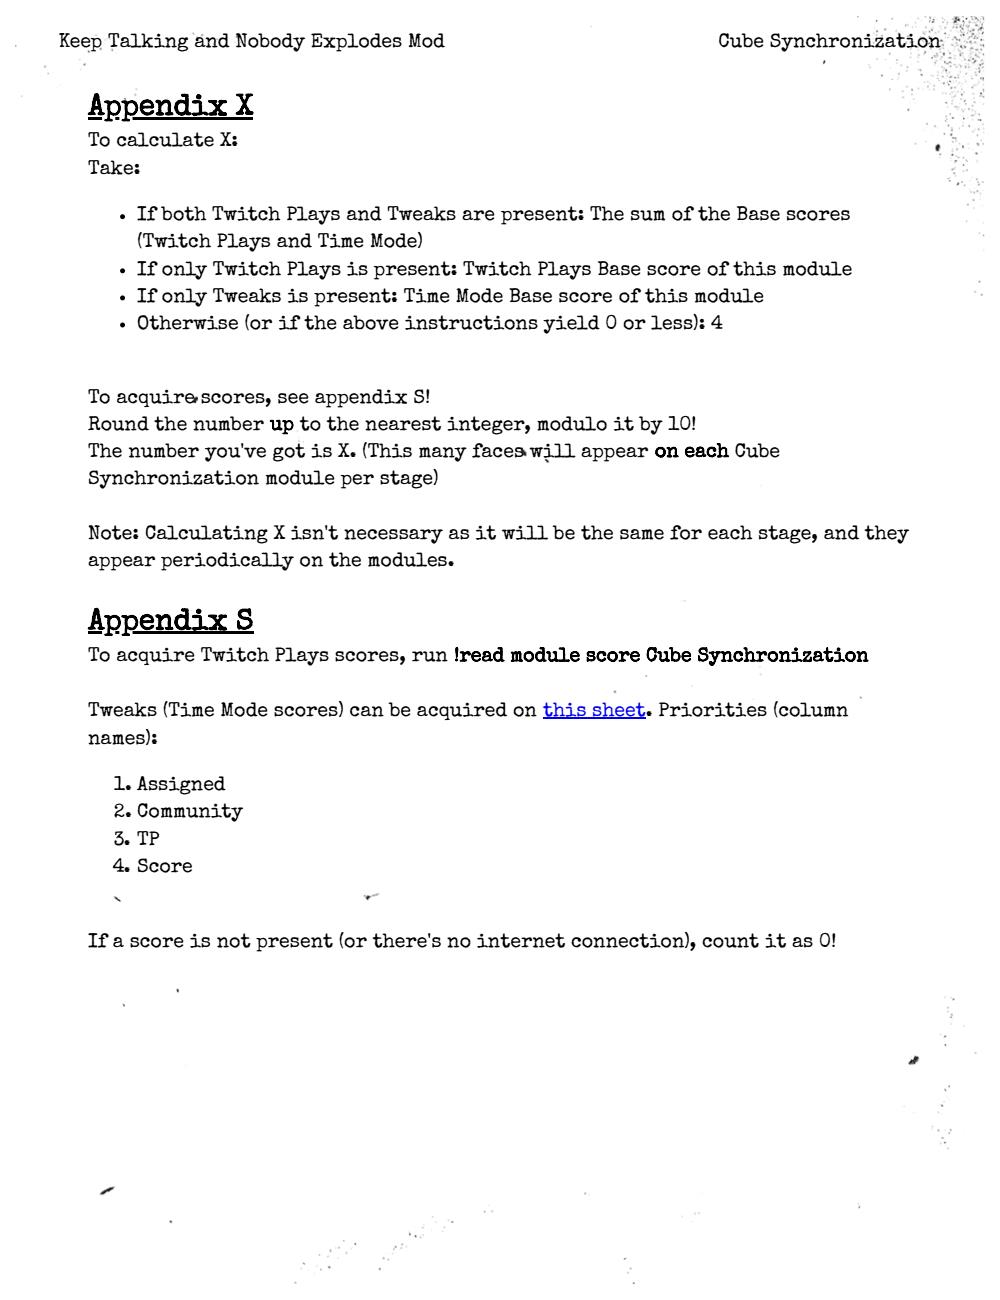 Keep Talking and Nobody Explodes Mod
Cube Synchronization
Appendix X
To calculate X:
Take:
• If both Twitch Plays and Tweaks are present: The sum of the Base scores
(Twitch Plays and Time Mode)
• If only Twitch Plays is present: Twitch Plays Base score of this module
• If only Tweaks is present: Time Mode Base score of this module
• Otherwise (or if the above instructions yield 0 or less): 4
To acquire scores, see appendix S!
Round the number up to the nearest integer, modulo it by 10!
The number you've got is X. (This many faces will appear on each Cube
Synchronization module per stage)
Note: Calculating X isn't necessary as it will be the same for each stage, and they
appear periodically on the modules.
Appendix S
To acquire Twitch Plays scores, run !read module score Cube Synchronization
Tweaks (Time Mode scores) can be acquired on this sheet. Priorities (column
names):
1. Assigned
2. Community
3. TP
4. Score
If a score is not present (or there's no internet connection), count it as 0!